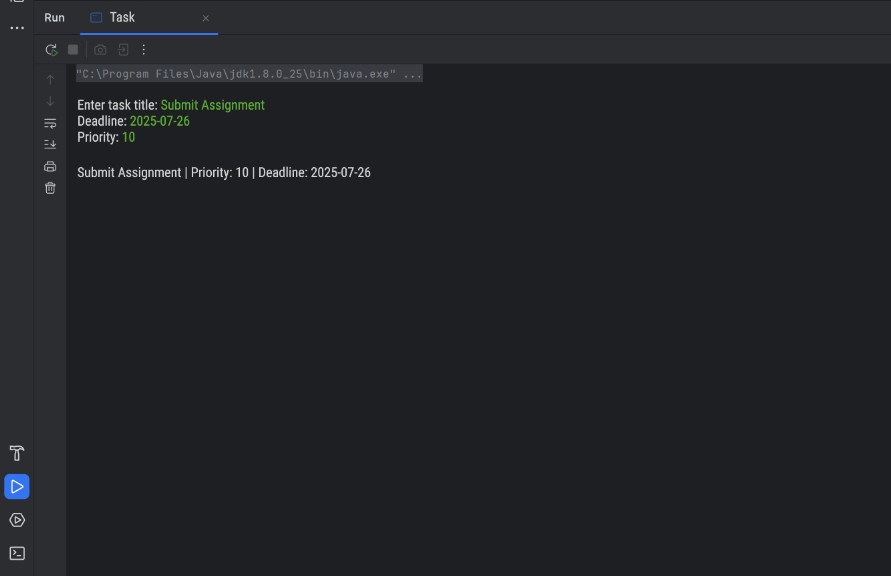 Run Task
"C:\Program Files\Java\jdk1.8.0_25\bin\java.exe" ...
Enter task title: Submit Assignment
Deadline: 2025-07-26
Priority: 10
Submit Assignment | Priority: 10 | Deadline: 2025-07-26